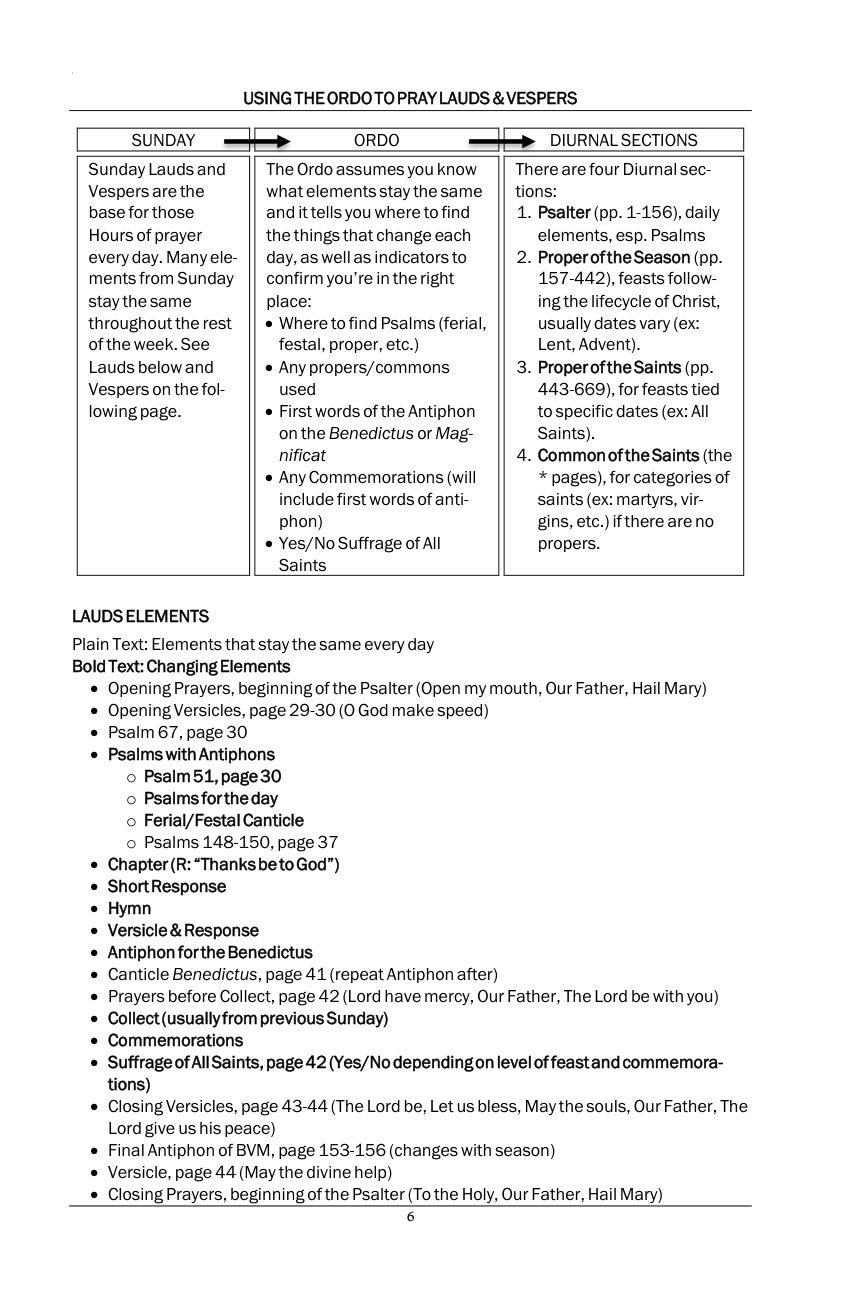 USING THE ORDO TO PRAY LAUDS & VESPERS
SUNDAY
ORDO
DIURNAL SECTIONS
Sunday Lauds and
Vespers are the
base for those
Hours of prayer
every day. Many ele-
ments from Sunday
stay the same
throughout the rest
of the week. See
Lauds below and
Vespers on the fol-
lowing page.
The Ordo assumes you know
what elements stay the same
and it tells you where to find
the things that change each
day, as well as indicators to
confirm you're in the right
place:
• Where to find Psalms (ferial,
festal, proper, etc.)
• Any propers/commons
used
• First words of the Antiphon
on the Benedictus or Mag-
nificat
• Any Commemorations (will
include first words of anti-
phon)
• Yes/No Suffrage of All
Saints
There are four Diurnal sec-
tions:
1. Psalter (pp. 1-156), daily
elements, esp. Psalms
2. Proper of the Season (pp.
157-442), feasts follow-
ing the lifecycle of Christ,
usually dates vary (ex:
Lent, Advent).
3. Proper of the Saints (pp.
443-669), for feasts tied
to specific dates (ex: All
Saints).
4. Common of the Saints (the
* pages), for categories of
saints (ex: martyrs, vir-
gins, etc.) if there are no
propers.
LAUDS ELEMENTS
Plain Text: Elements that stay the same every day
Bold Text: Changing Elements
• Opening Prayers, beginning of the Psalter (Open my mouth, Our Father, Hail Mary)
• Opening Versicles, page 29-30 (O God make speed)
• Psalm 67, page 30
• Psalms with Antiphons
o Psalm 51, page 30
o Psalms for the day
o Ferial/Festal Canticle
o Psalms 148-150, page 37
• Chapter (R: "Thanks be to God")
• Short Response
• Hymn
• Versicle & Response
• Antiphon for the Benedictus
• Canticle Benedictus, page 41 (repeat Antiphon after)
• Prayers before Collect, page 42 (Lord have mercy, Our Father, The Lord be with you)
• Collect (usually from previous Sunday)
• Commemorations
• Suffrage of All Saints, page 42 (Yes/No depending on level of feast and commemora-
tions)
• Closing Versicles, page 43-44 (The Lord be, Let us bless, May the souls, Our Father, The
Lord give us his peace)
• Final Antiphon of BVM, page 153-156 (changes with season)
• Versicle, page 44 (May the divine help)
• Closing Prayers, beginning of the Psalter (To the Holy, Our Father, Hail Mary)
6